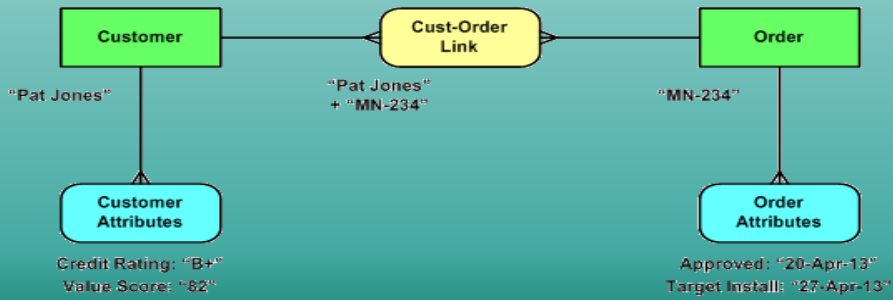 Customer
Cust-Order
Link
Order
"Pat Jones"
"Pat Jones"
+ "MN-234"
"MN-234"
Customer
Attributes
Order
Attributes
Credit Rating: "B+"
Value Score: "82"
Approved: "20-Apr-13"
Target Install: "27-Apr-13"